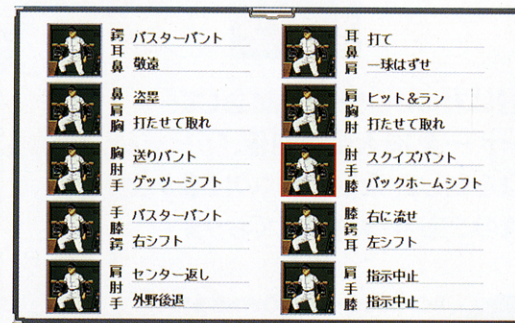 鍔耳鼻 バスターバント
敬遠
鼻肩胸 盗塁
打たせて取れ
胸肘手 送りバント
ゲッツーシフト
手膝鍔 バスターバント
右シフト
肩肘手 センター返し
外野後退
耳鼻肩 打て
一球はずせ
肩胸肘 ヒット&ラン
打たせて取れ
肘手膝 スクイズバント
バックホームシフト
膝鍔耳 右に流せ
左シフト
肩手膝 指示中止
指示中止